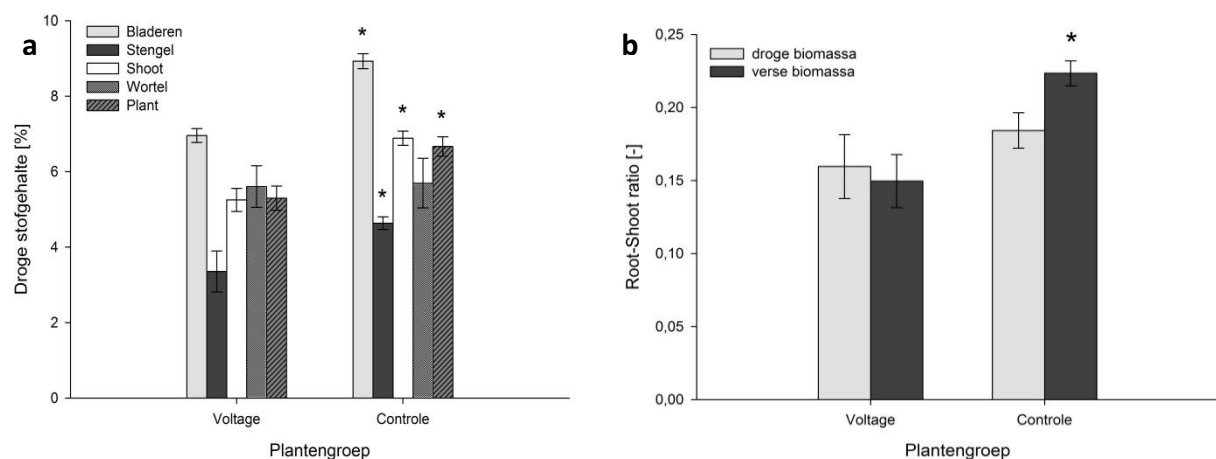 a
10
8
6
4
2
0
Droge stofgehalte [%]
Bladeren
Stengel
Shoot
Wortel
Plant
*
*
*
*
Voltage
Controle
Plantengroep
b
0,25
0,20
0,15
0,10
0,05
0,00
Root-Shoot ratio [-]
droge biomassa
verse biomassa
*
Voltage
Controle
Plantengroep